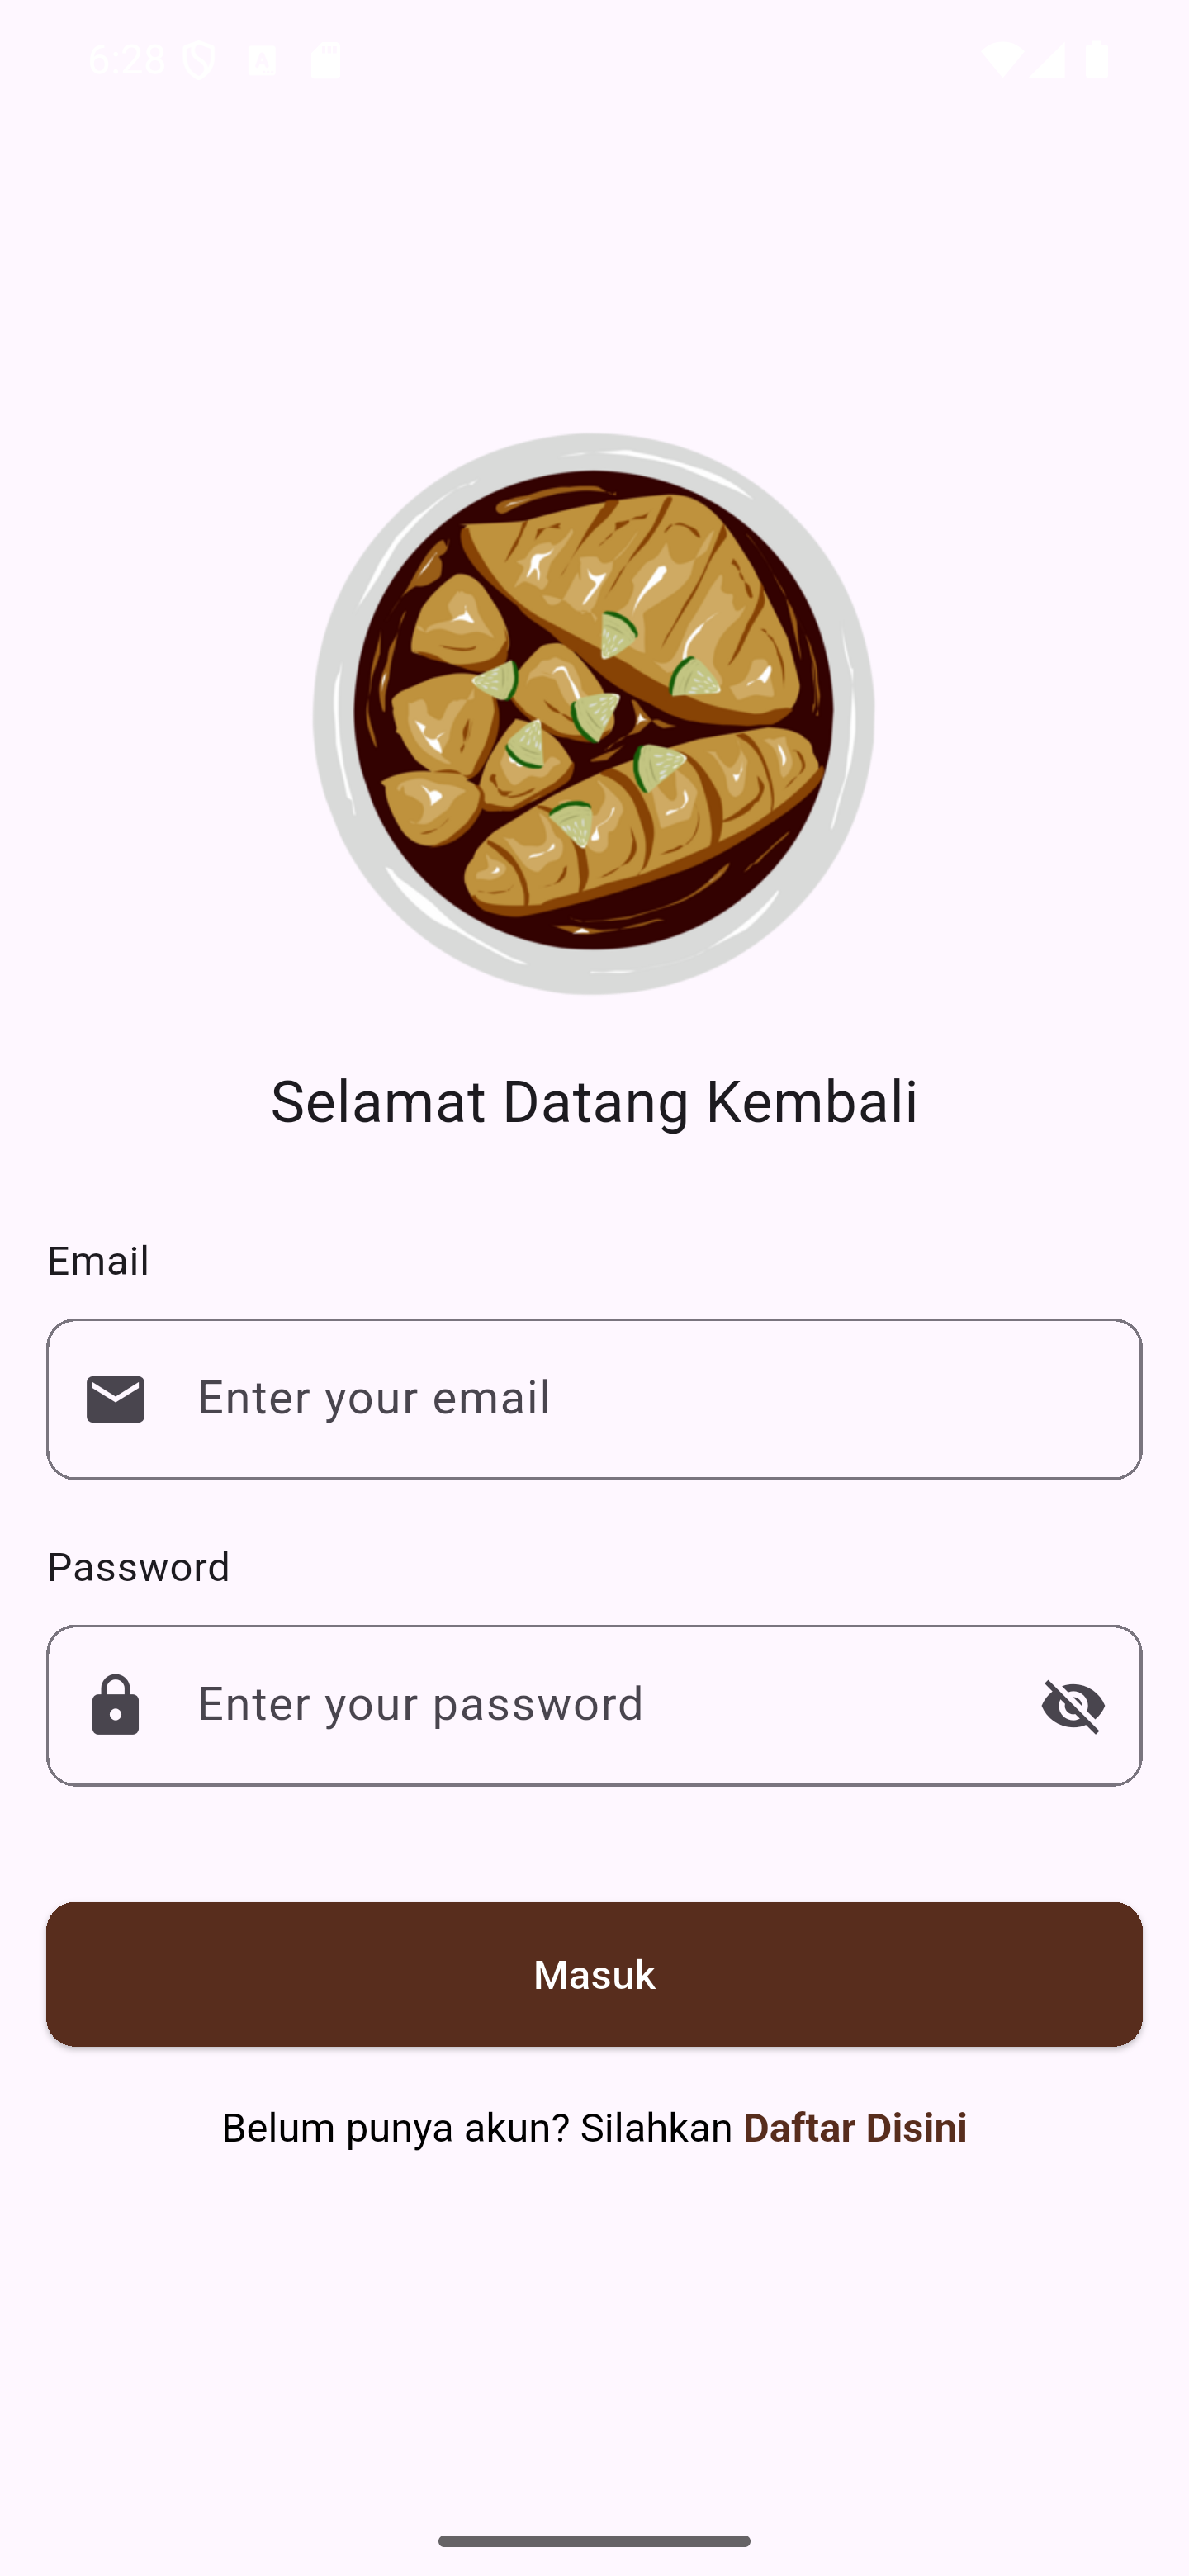 6:28
Selamat Datang Kembali
Email
Enter your email
Password
Enter your password
Masuk
Belum punya akun? Silahkan Daftar Disini